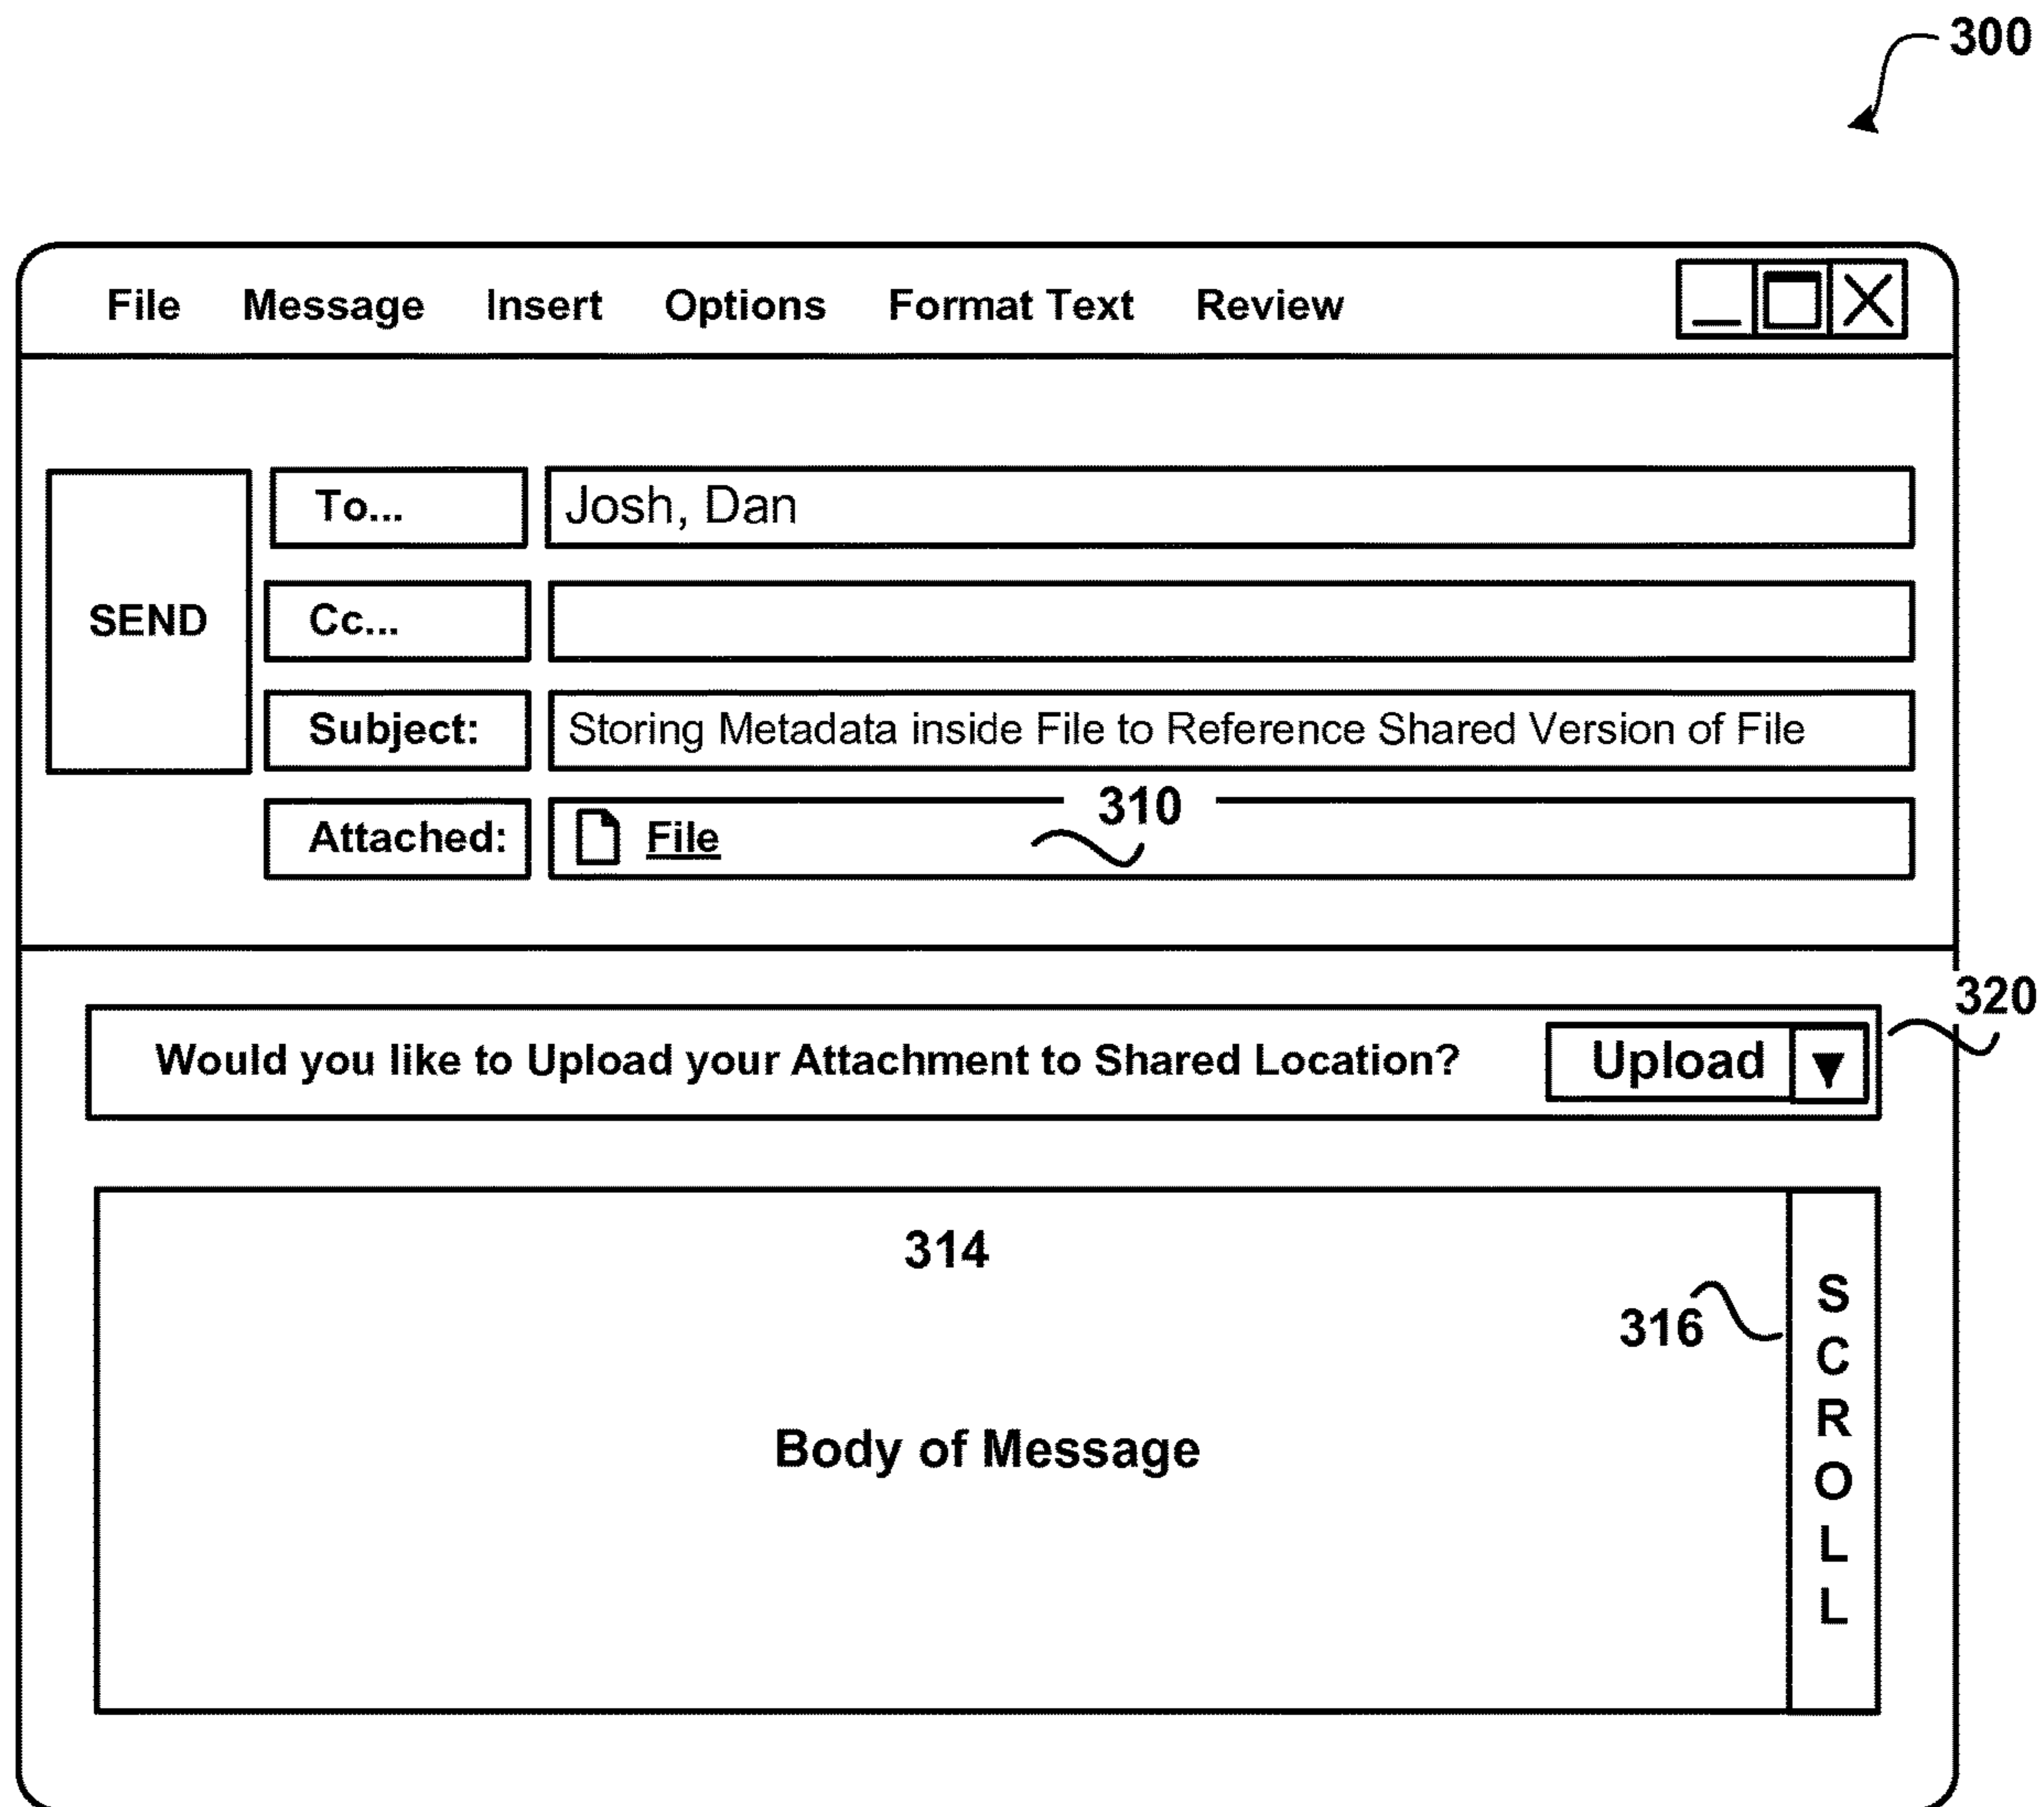 300
File Message Insert Options Format Text Review
To... Josh, Dan
SEND Cc...
Subject: Storing Metadata inside File to Reference Shared Version of File
310
Attached: File
320
Would you like to Upload your Attachment to Shared Location? Upload
314
316
SCROLL
Body of Message